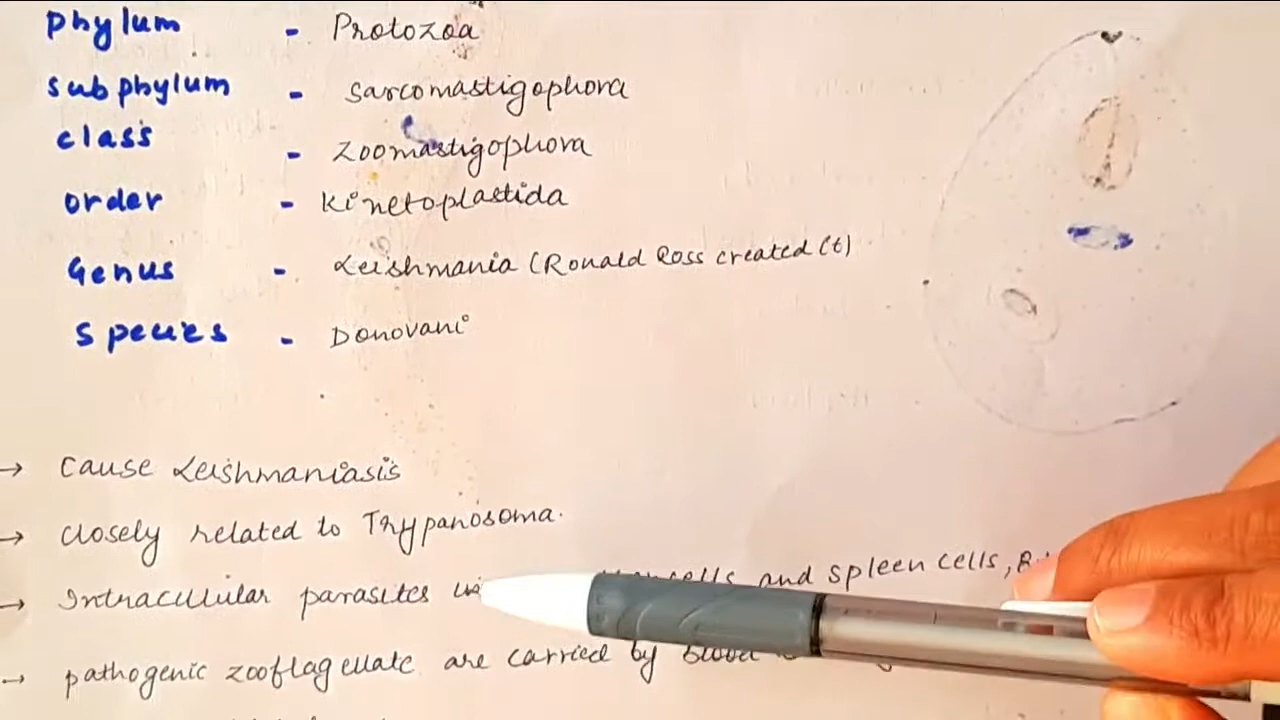 Phylum - Protozoa
Subphylum - Sarcomastigophora
class - Zoomastigophora
order - Kinetoplastida
Genus - Leishmania (Ronald Ross created it)
Species - Donovani
→ cause Leishmaniasis
→ closely related to Trypanosoma.
→ Intracellular parasites and spleen cells,
→ pathogenic zooflagellate are carried by Blood